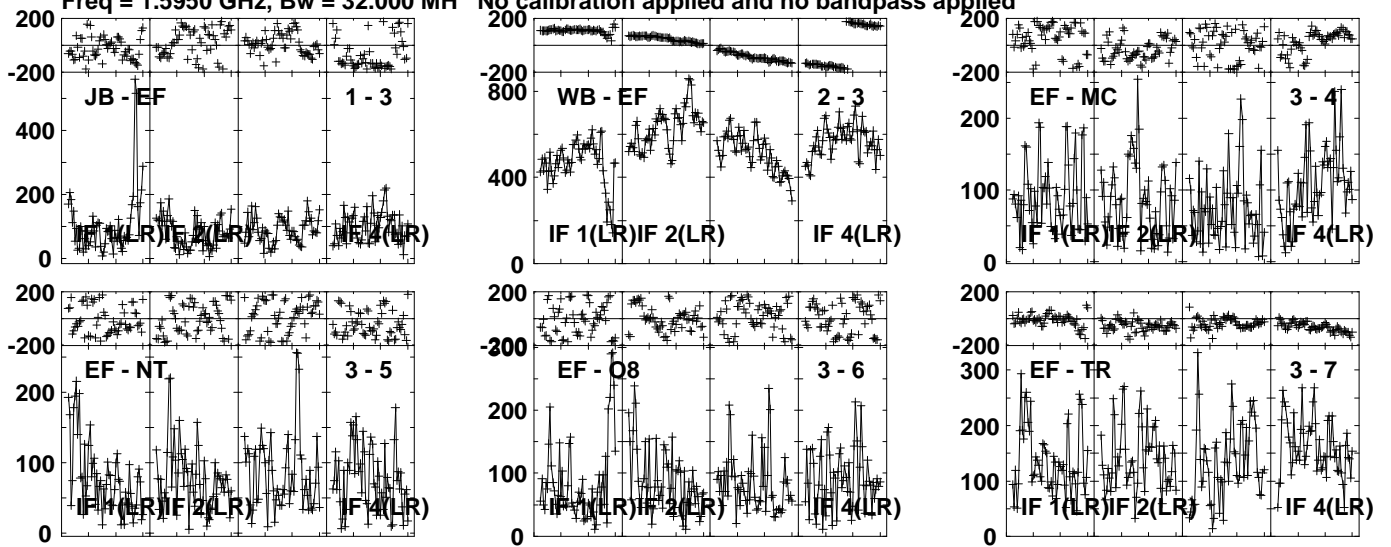 Freq = 1.5950 GHz, Bw = 32.000 MH No calibration applied and no bandpass applied
200
-200
JB - EF 1 - 3
400
200
0
IF 1(LR) IF 2(LR) IF 4(LR)
200
-200
WB - EF 2 - 3
800
400
0
IF 1(LR) IF 2(LR) IF 4(LR)
200
-200
EF - MC 3 - 4
200
100
0
IF 1(LR) IF 2(LR) IF 4(LR)
200
-200
EF - NT 3 - 5
200
100
0
IF 1(LR) IF 2(LR) IF 4(LR)
200
-200
300
EF - O8 3 - 6
200
100
0
IF 1(LR) IF 2(LR) IF 4(LR)
200
-200
300
EF - TR 3 - 7
200
100
0
IF 1(LR) IF 2(LR) IF 4(LR)